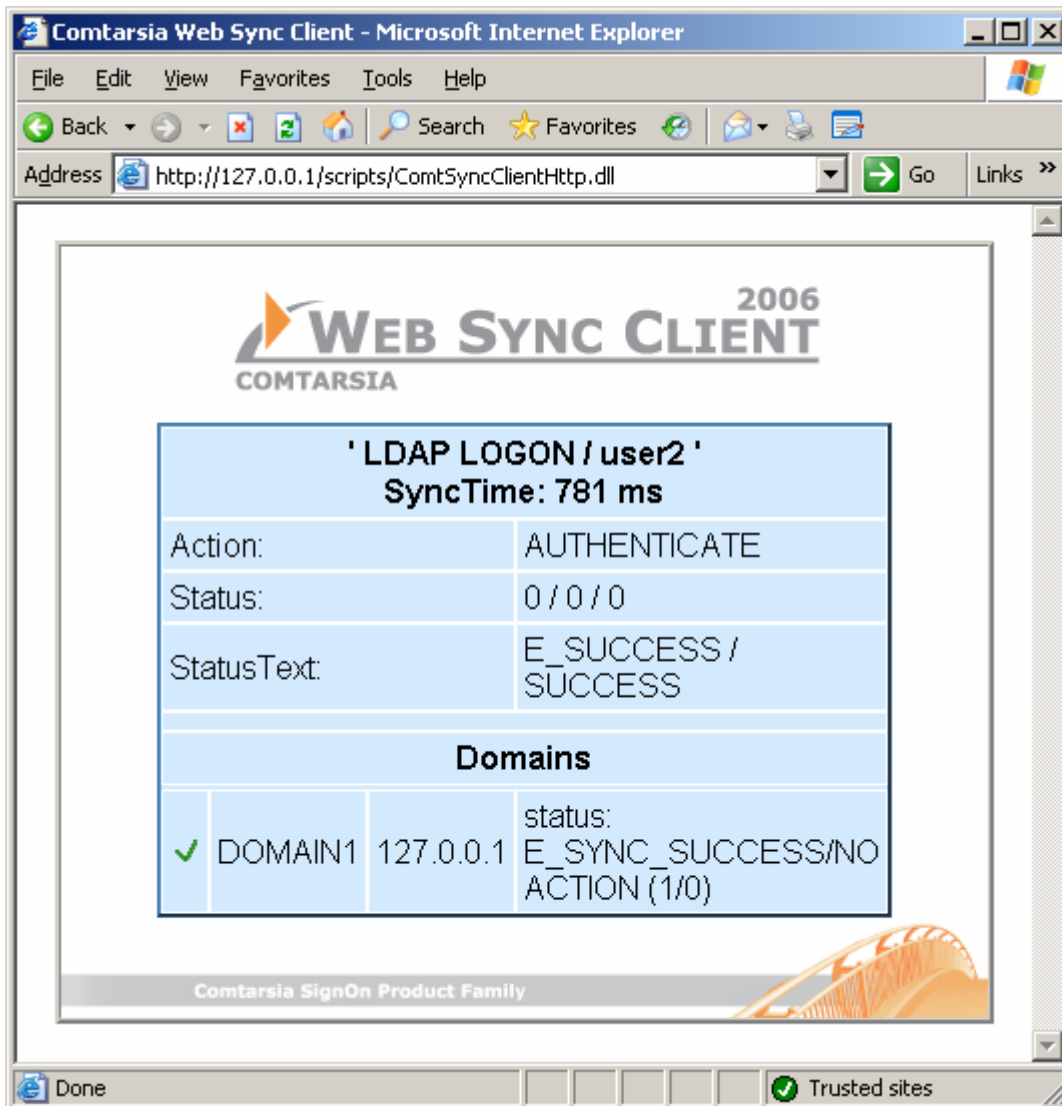 Comtarsia Web Sync Client - Microsoft Internet Explorer
File Edit View Favorites Tools Help
Back Search Favorites
Address http://127.0.0.1/scripts/ComtSyncClientHttp.dll Go Links »
2006
WEB SYNC CLIENT
COMTARSIA
' LDAP LOGON / user2 '
SyncTime: 781 ms
Action: AUTHENTICATE
Status: 0 / 0 / 0
StatusText: E_SUCCESS /
SUCCESS
Domains
status:
DOMAIN1 127.0.0.1 E_SYNC_SUCCESS/NO
ACTION (1/0)
Comtarsia SignOn Product Family
Done Trusted sites